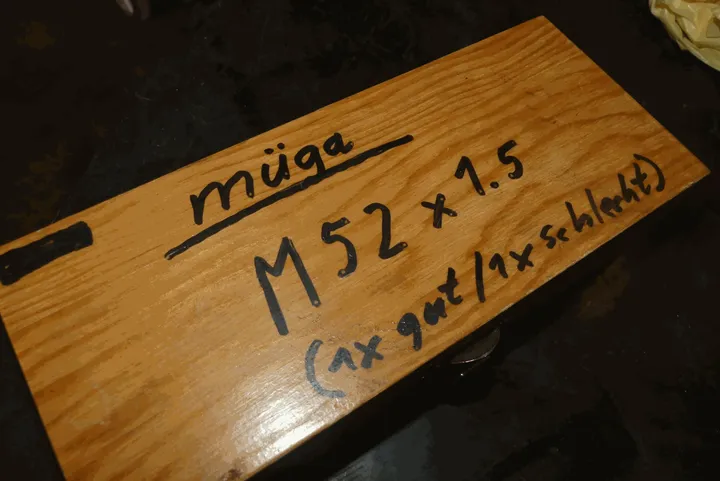 müga
M52 x 1.5
(1x gut / 1x schlecht)